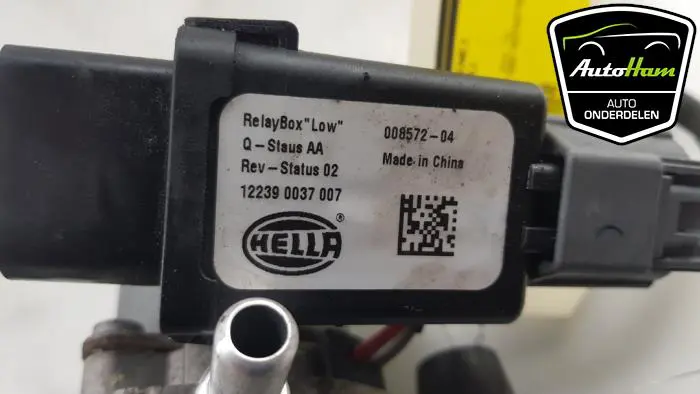 RelayBox"Low"
Q-Staus AA
Rev-Status 02
12239 0037 007
008572-04
Made in China
HELLA
®
AutoHam
AUTO
ONDERDELEN